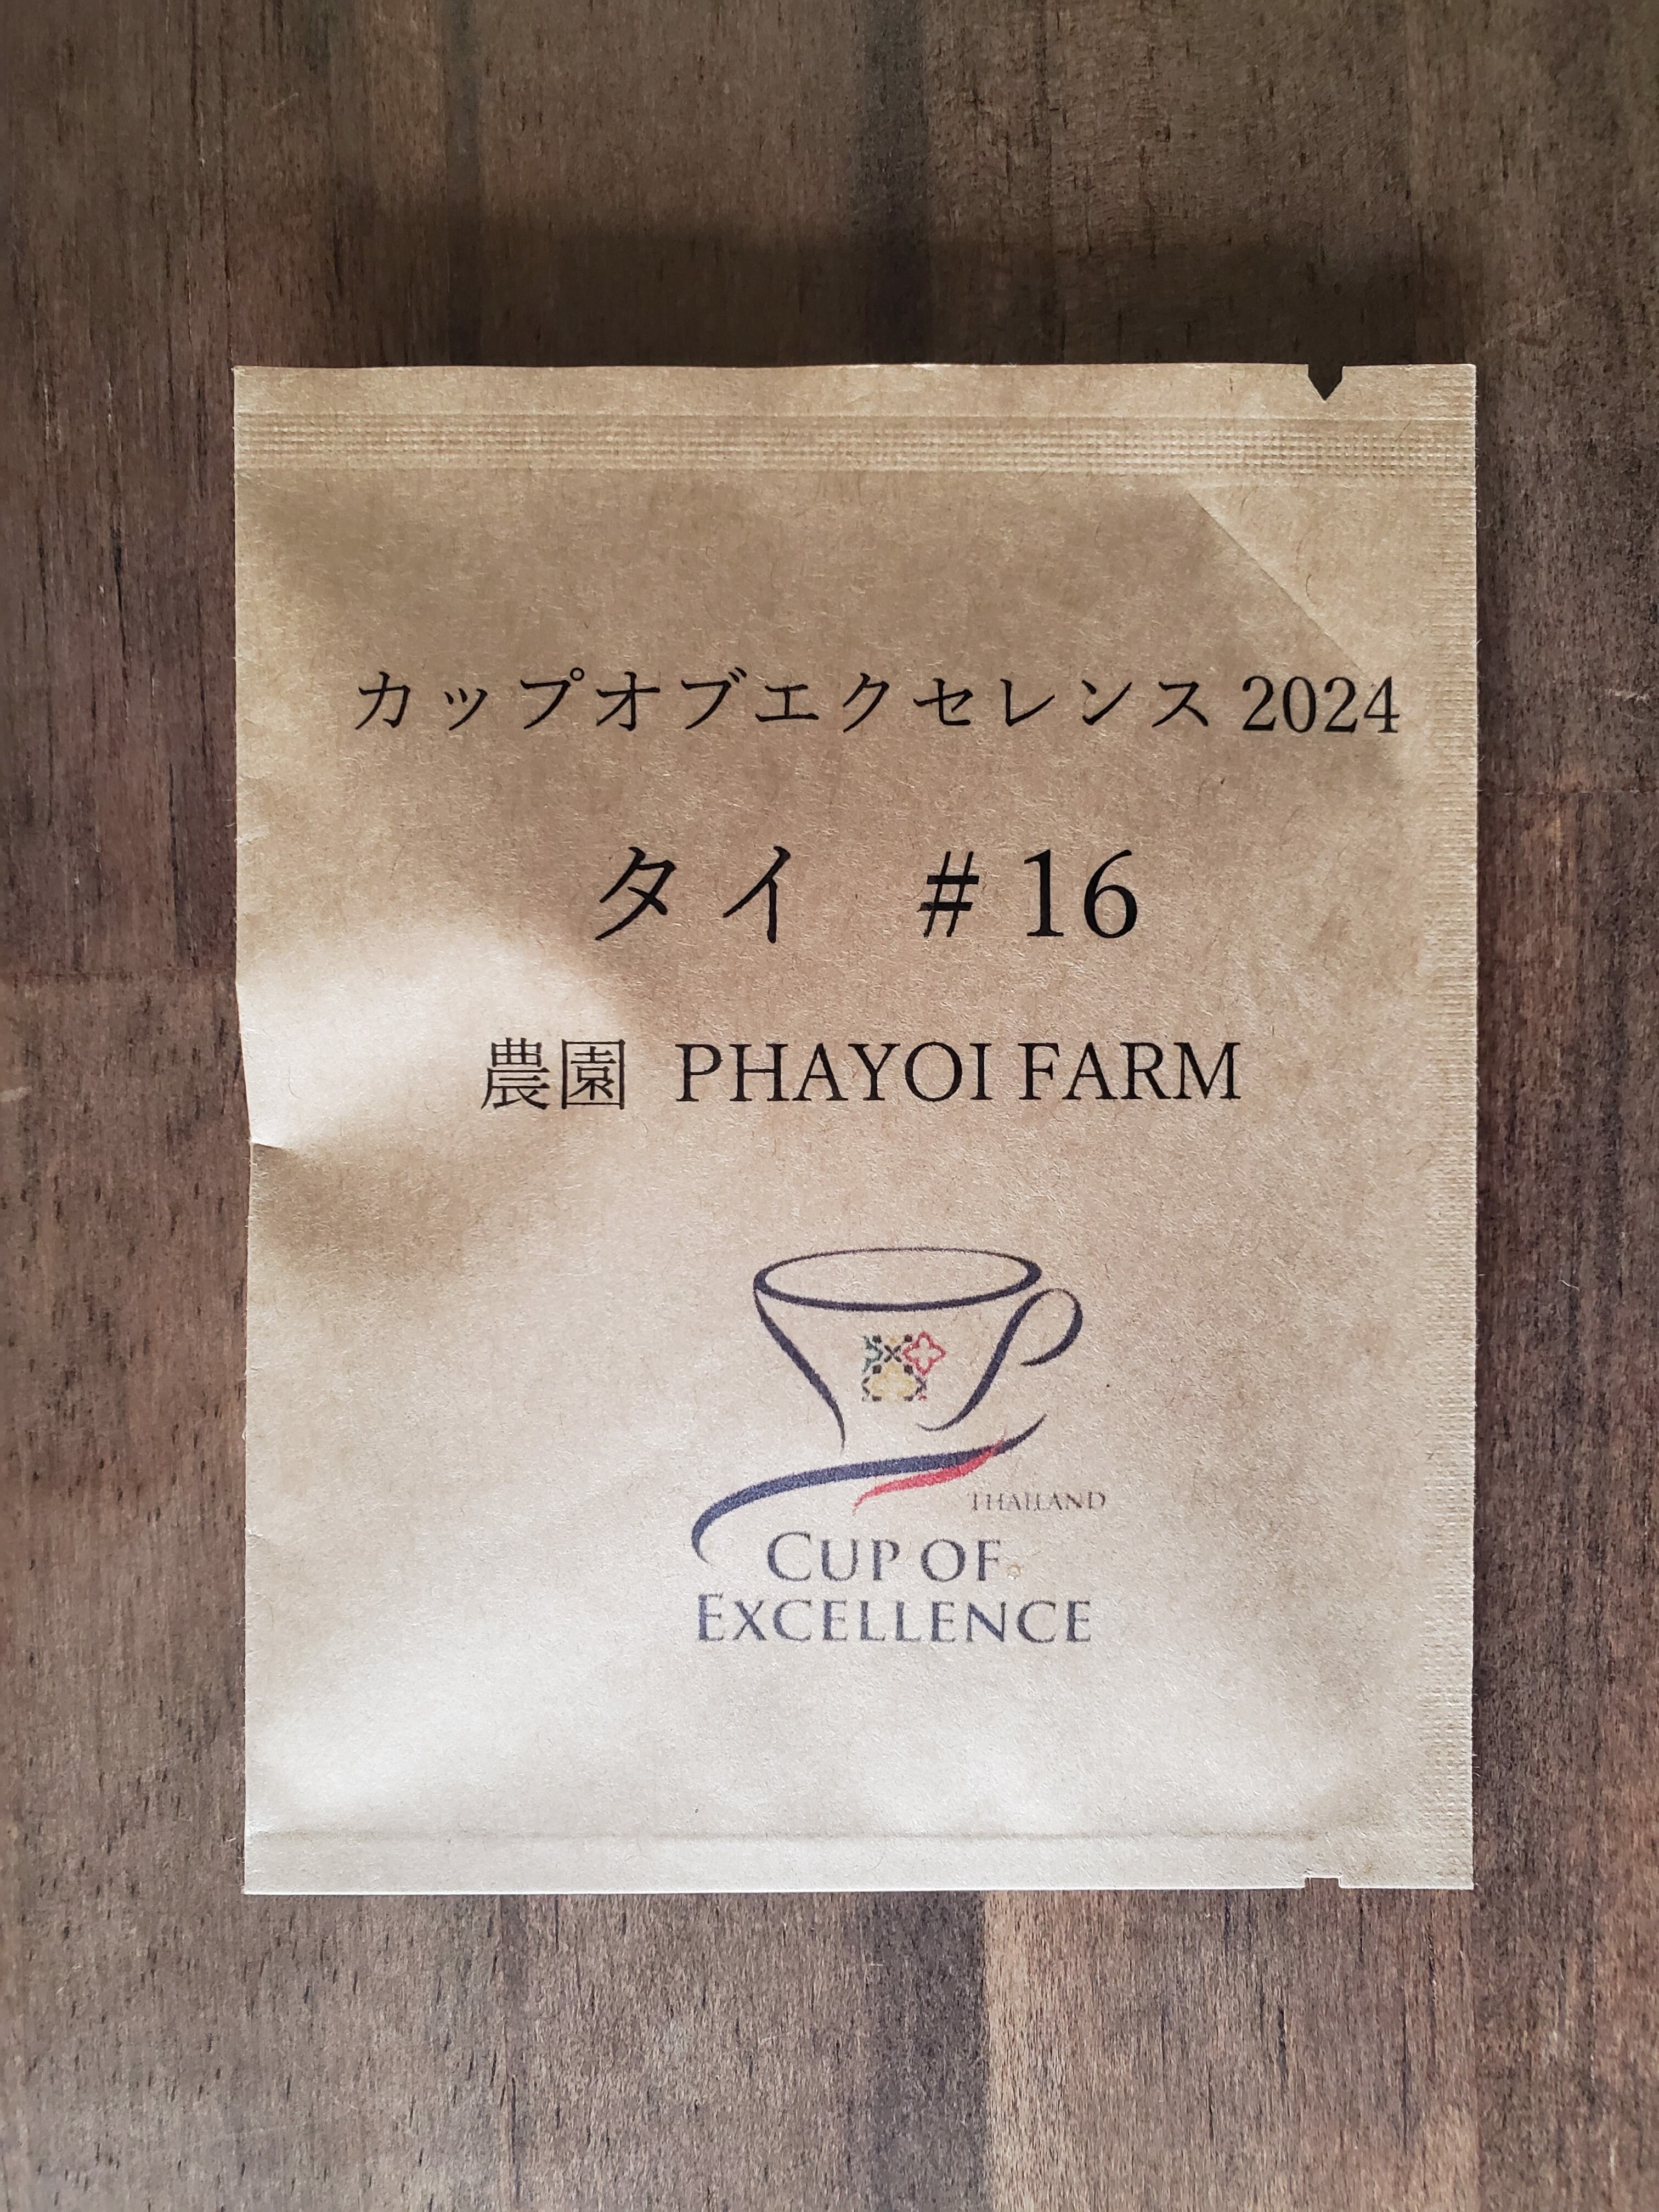 カップオブエクセレンス 2024
タイ　# 16
農園 PHAYOI FARM
THAILAND
CUP OF
EXCELLENCE